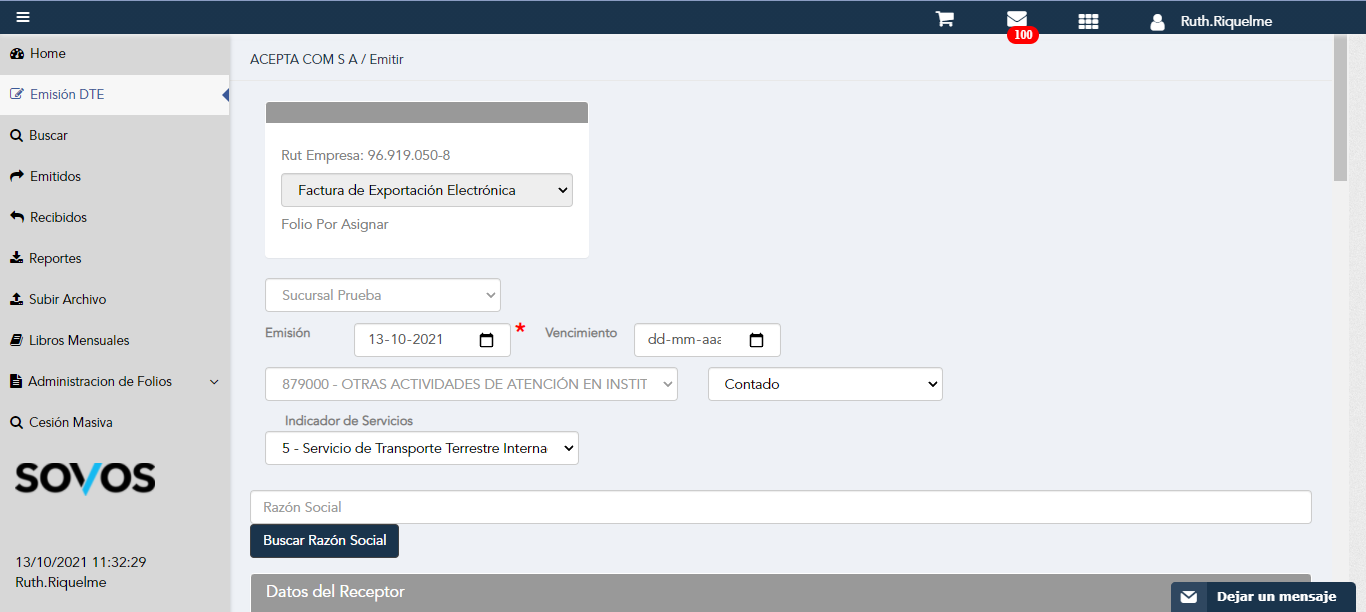 100
Ruth.Riquelme
Home
Emisión DTE
Buscar
Emitidos
Recibidos
Reportes
Subir Archivo
Libros Mensuales
Administracion de Folios
Cesión Masiva
sovos
13/10/2021 11:32:29
Ruth.Riquelme
ACEPTA COM S A / Emitir
Rut Empresa: 96.919.050-8
Factura de Exportación Electrónica
Folio Por Asignar
Sucursal Prueba
Emisión 13-10-2021 * Vencimiento dd-mm-aaa
879000 - OTRAS ACTIVIDADES DE ATENCIÓN EN INSTIT Contado
Indicador de Servicios
5 - Servicio de Transporte Terrestre Interna
Razón Social
Buscar Razón Social
Datos del Receptor
Dejar un mensaje